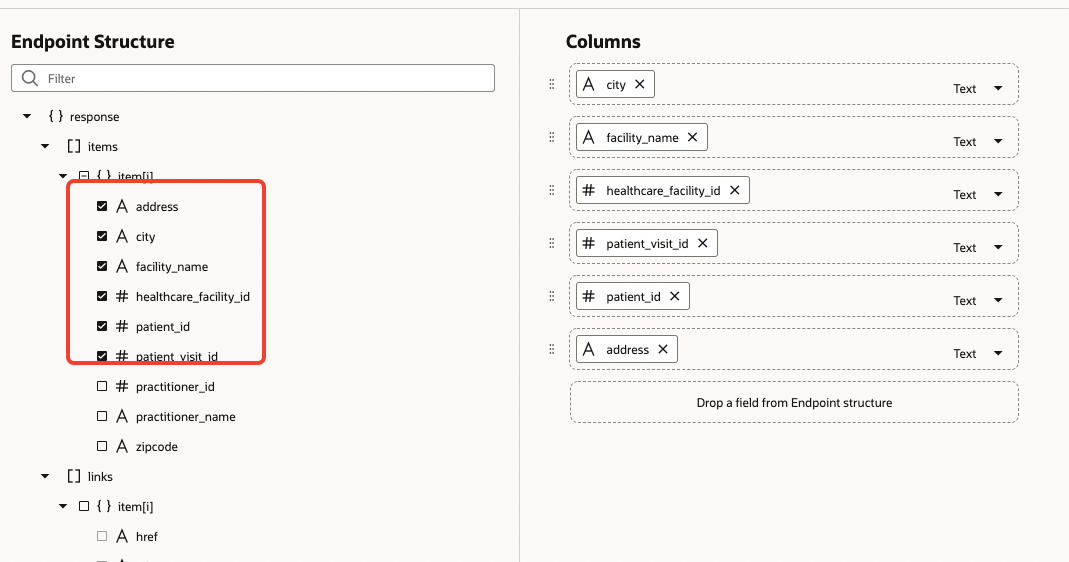 Endpoint Structure
Filter
{ } response
[ ] items
{ } item[i]
A address
A city
A facility_name
# healthcare_facility_id
# patient_id
# patient_visit_id
# practitioner_id
A practitioner_name
A zipcode
[ ] links
{ } item[i]
A href
Columns
A city Text
A facility_name Text
# healthcare_facility_id Text
# patient_visit_id Text
# patient_id Text
A address Text
Drop a field from Endpoint structure